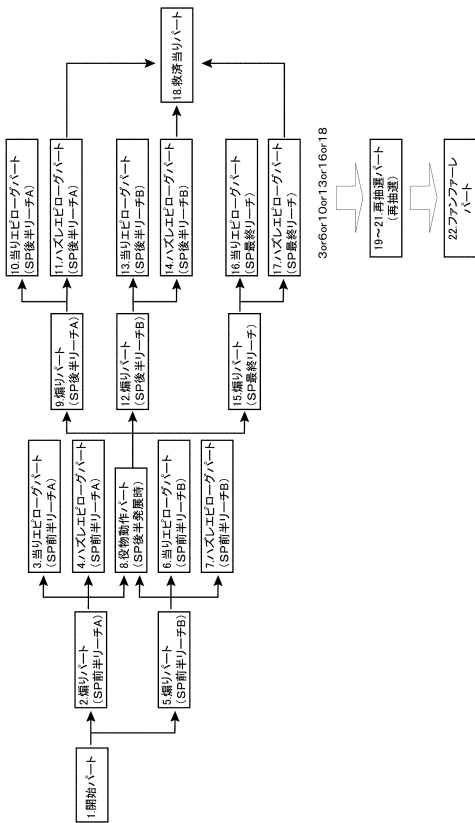 1.開始パート
2.煽りパート
(SP前半リーチA)
5.煽りパート
(SP前半リーチB)
3.当りエピローグパート
(SP前半リーチA)
4.ハズレエピローグパート
(SP前半リーチA)
8.役物動作パート
(SP後半発展時)
6.当りエピローグパート
(SP前半リーチB)
7.ハズレエピローグパート
(SP前半リーチB)
9.煽りパート
(SP後半リーチA)
12.煽りパート
(SP後半リーチB)
15.煽りパート
(SP最終リーチ)
10.当りエピローグパート
(SP後半リーチA)
11.ハズレエピローグパート
(SP後半リーチA)
13.当りエピローグパート
(SP後半リーチB)
14.ハズレエピローグパート
(SP後半リーチB)
16.当りエピローグパート
(SP最終リーチ)
17.ハズレエピローグパート
(SP最終リーチ)
18.救済当りパート
3or6or10or13or16or18
19～21.再抽選パート
(再抽選)
22.ファンファーレ
パート